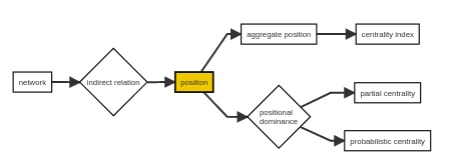 network
indirect relation
position
aggregate position
centrality index
positional
dominance
partial centrality
probabilistic centrality